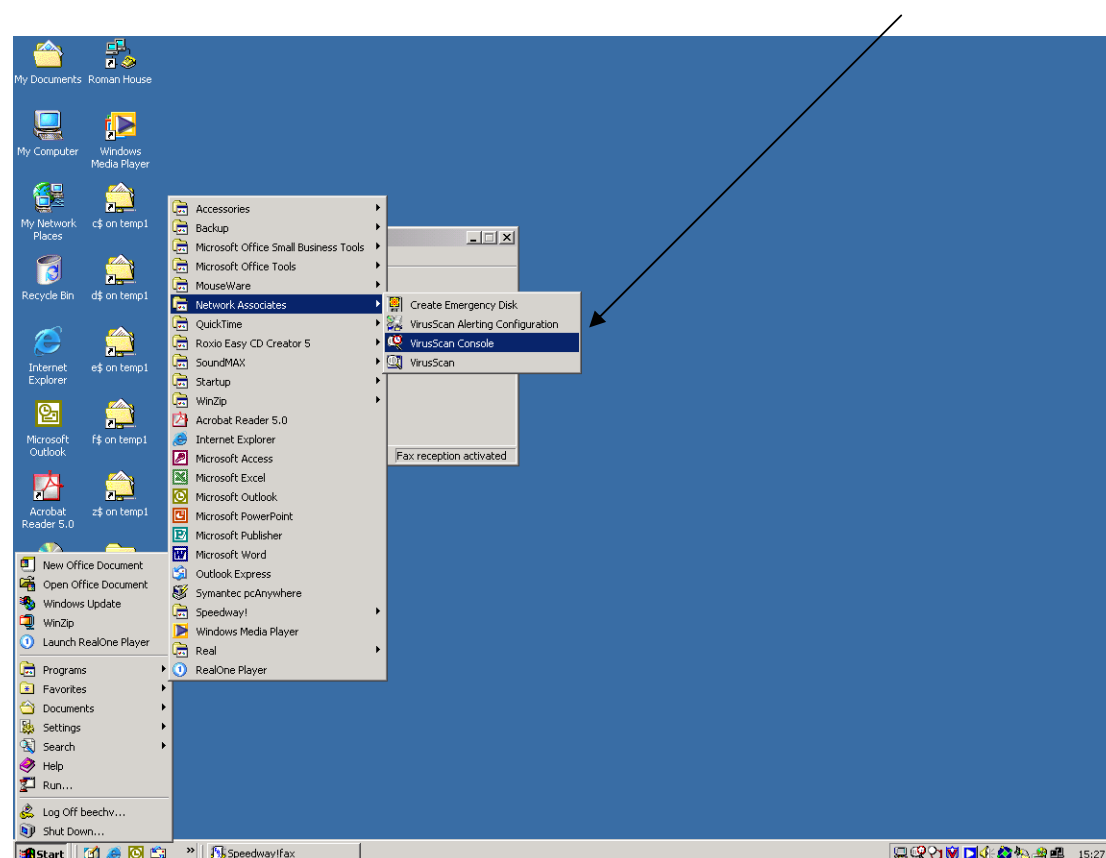 My Documents
Roman House
My Computer
Windows
Media Player
My Network
Places
c$ on temp1
Recycle Bin
d$ on temp1
Internet
Explorer
e$ on temp1
Microsoft
Outlook
f$ on temp1
Acrobat
Reader 5.0
z$ on temp1
New Office Document
Open Office Document
Windows Update
WinZip
Launch RealOne Player
Programs
Favorites
Documents
Settings
Search
Help
Run...
Log Off beechv...
Shut Down...
Accessories
Backup
Microsoft Office Small Business Tools
Microsoft Office Tools
MouseWare
Network Associates
QuickTime
Roxio Easy CD Creator 5
SoundMAX
Startup
WinZip
Acrobat Reader 5.0
Internet Explorer
Microsoft Access
Microsoft Excel
Microsoft Outlook
Microsoft PowerPoint
Microsoft Publisher
Microsoft Word
Outlook Express
Symantec pcAnywhere
Speedway!
Windows Media Player
Real
RealOne Player
Create Emergency Disk
VirusScan Alerting Configuration
VirusScan Console
VirusScan
Fax reception activated
Start
Speedway!fax
15:27